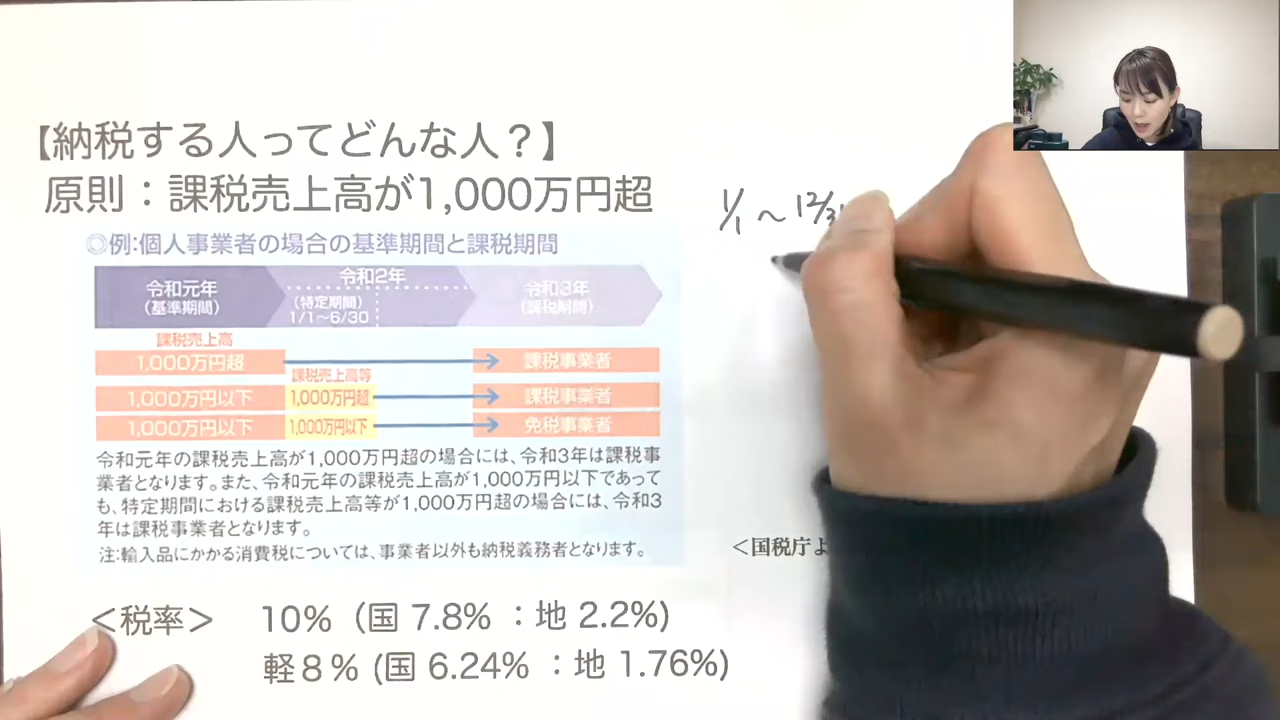 【納税する人ってどんな人？】
原則：課税売上高が1,000万円超
1/1〜12/31
◎例:個人事業者の場合の基準期間と課税期間
令和元年
(基準期間)
令和2年
(特定期間)
1/1〜6/30
令和3年
(課税期間)
課税売上高
1,000万円超
課税事業者
課税売上高等
1,000万円以下
1,000万円超
課税事業者
1,000万円以下
1,000万円以下
免税事業者
令和元年の課税売上高が1,000万円超の場合には、令和3年は課税事
業者となります。また、令和元年の課税売上高が1,000万円以下であって
も、特定期間における課税売上高等が1,000万円超の場合には、令和3
年は課税事業者となります。
注:輸入品にかかる消費税については、事業者以外も納税義務者となります。
＜国税庁よ
＜税率＞ 10% （国 7.8% ：地 2.2%)
軽８% (国 6.24% ：地 1.76%)